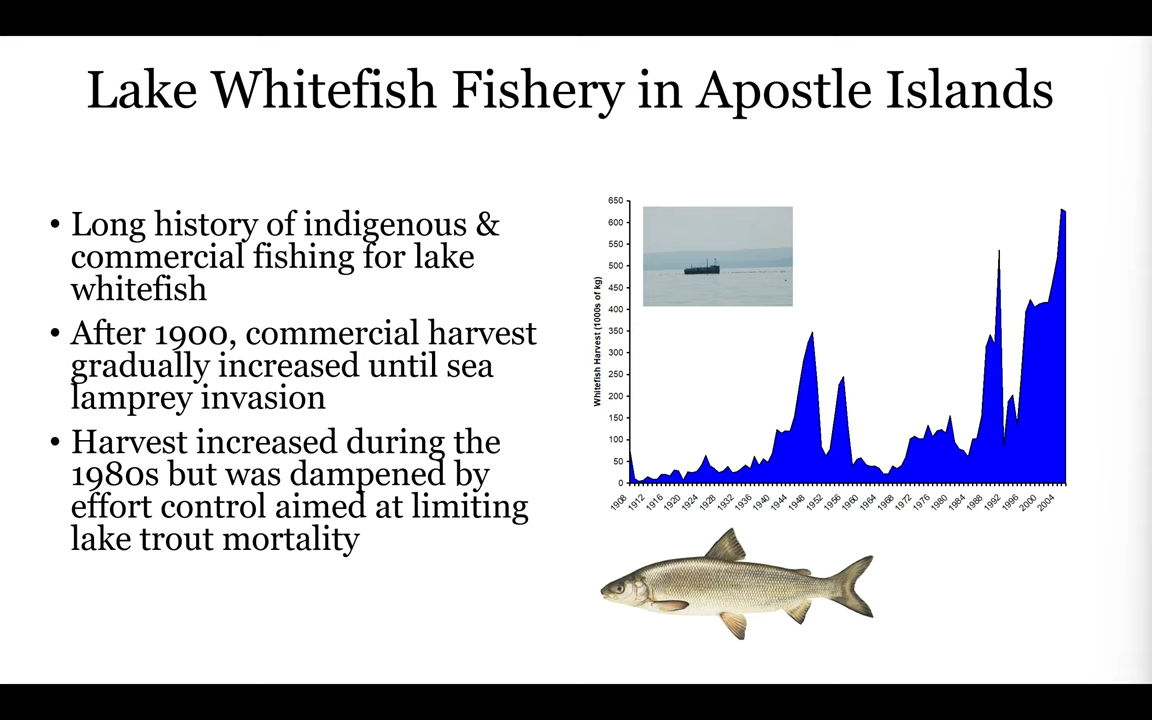 Lake Whitefish Fishery in Apostle Islands
• Long history of indigenous &
commercial fishing for lake
whitefish
• After 1900, commercial harvest
gradually increased until sea
lamprey invasion
• Harvest increased during the
1980s but was dampened by
effort control aimed at limiting
lake trout mortality
Whitefish Harvest (1000s of kg)
650
600
550
500
450
400
350
300
250
200
150
100
50
0
1908 1912 1916 1920 1924 1928 1932 1936 1940 1944 1948 1952 1956 1960 1964 1968 1972 1976 1980 1984 1988 1992 1996 2000 2004